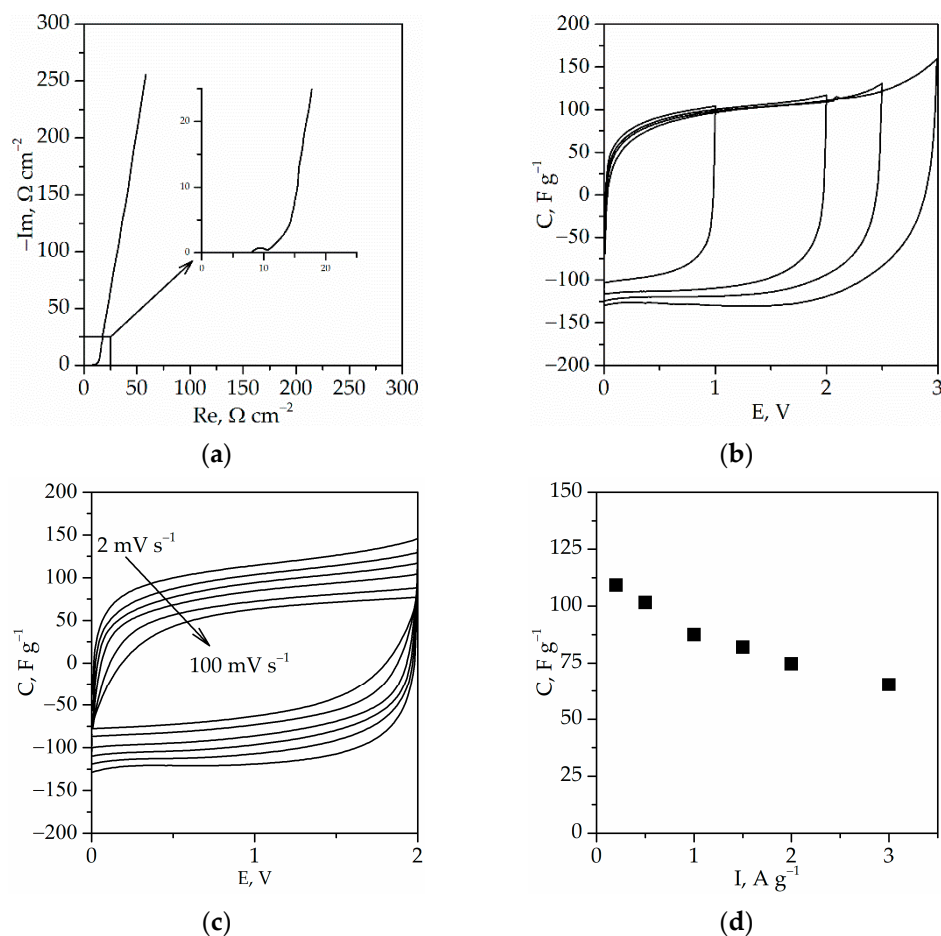 300
250
200
150
100
50
0
−Im, Ω cm−2
20
10
0
0 10 20
0 50 100 150 200 250 300
Re, Ω cm−2
(a)
200
150
100
50
0
−50
−100
−150
−200
C, F g−1
0 1 2 3
E, V
(b)
200
150
100
50
0
−50
−100
−150
−200
C, F g−1
2 mV s−1
100 mV s−1
0 1 2
E, V
(c)
150
125
100
75
50
25
0
C, F g−1
0 1 2 3
I, A g−1
(d)